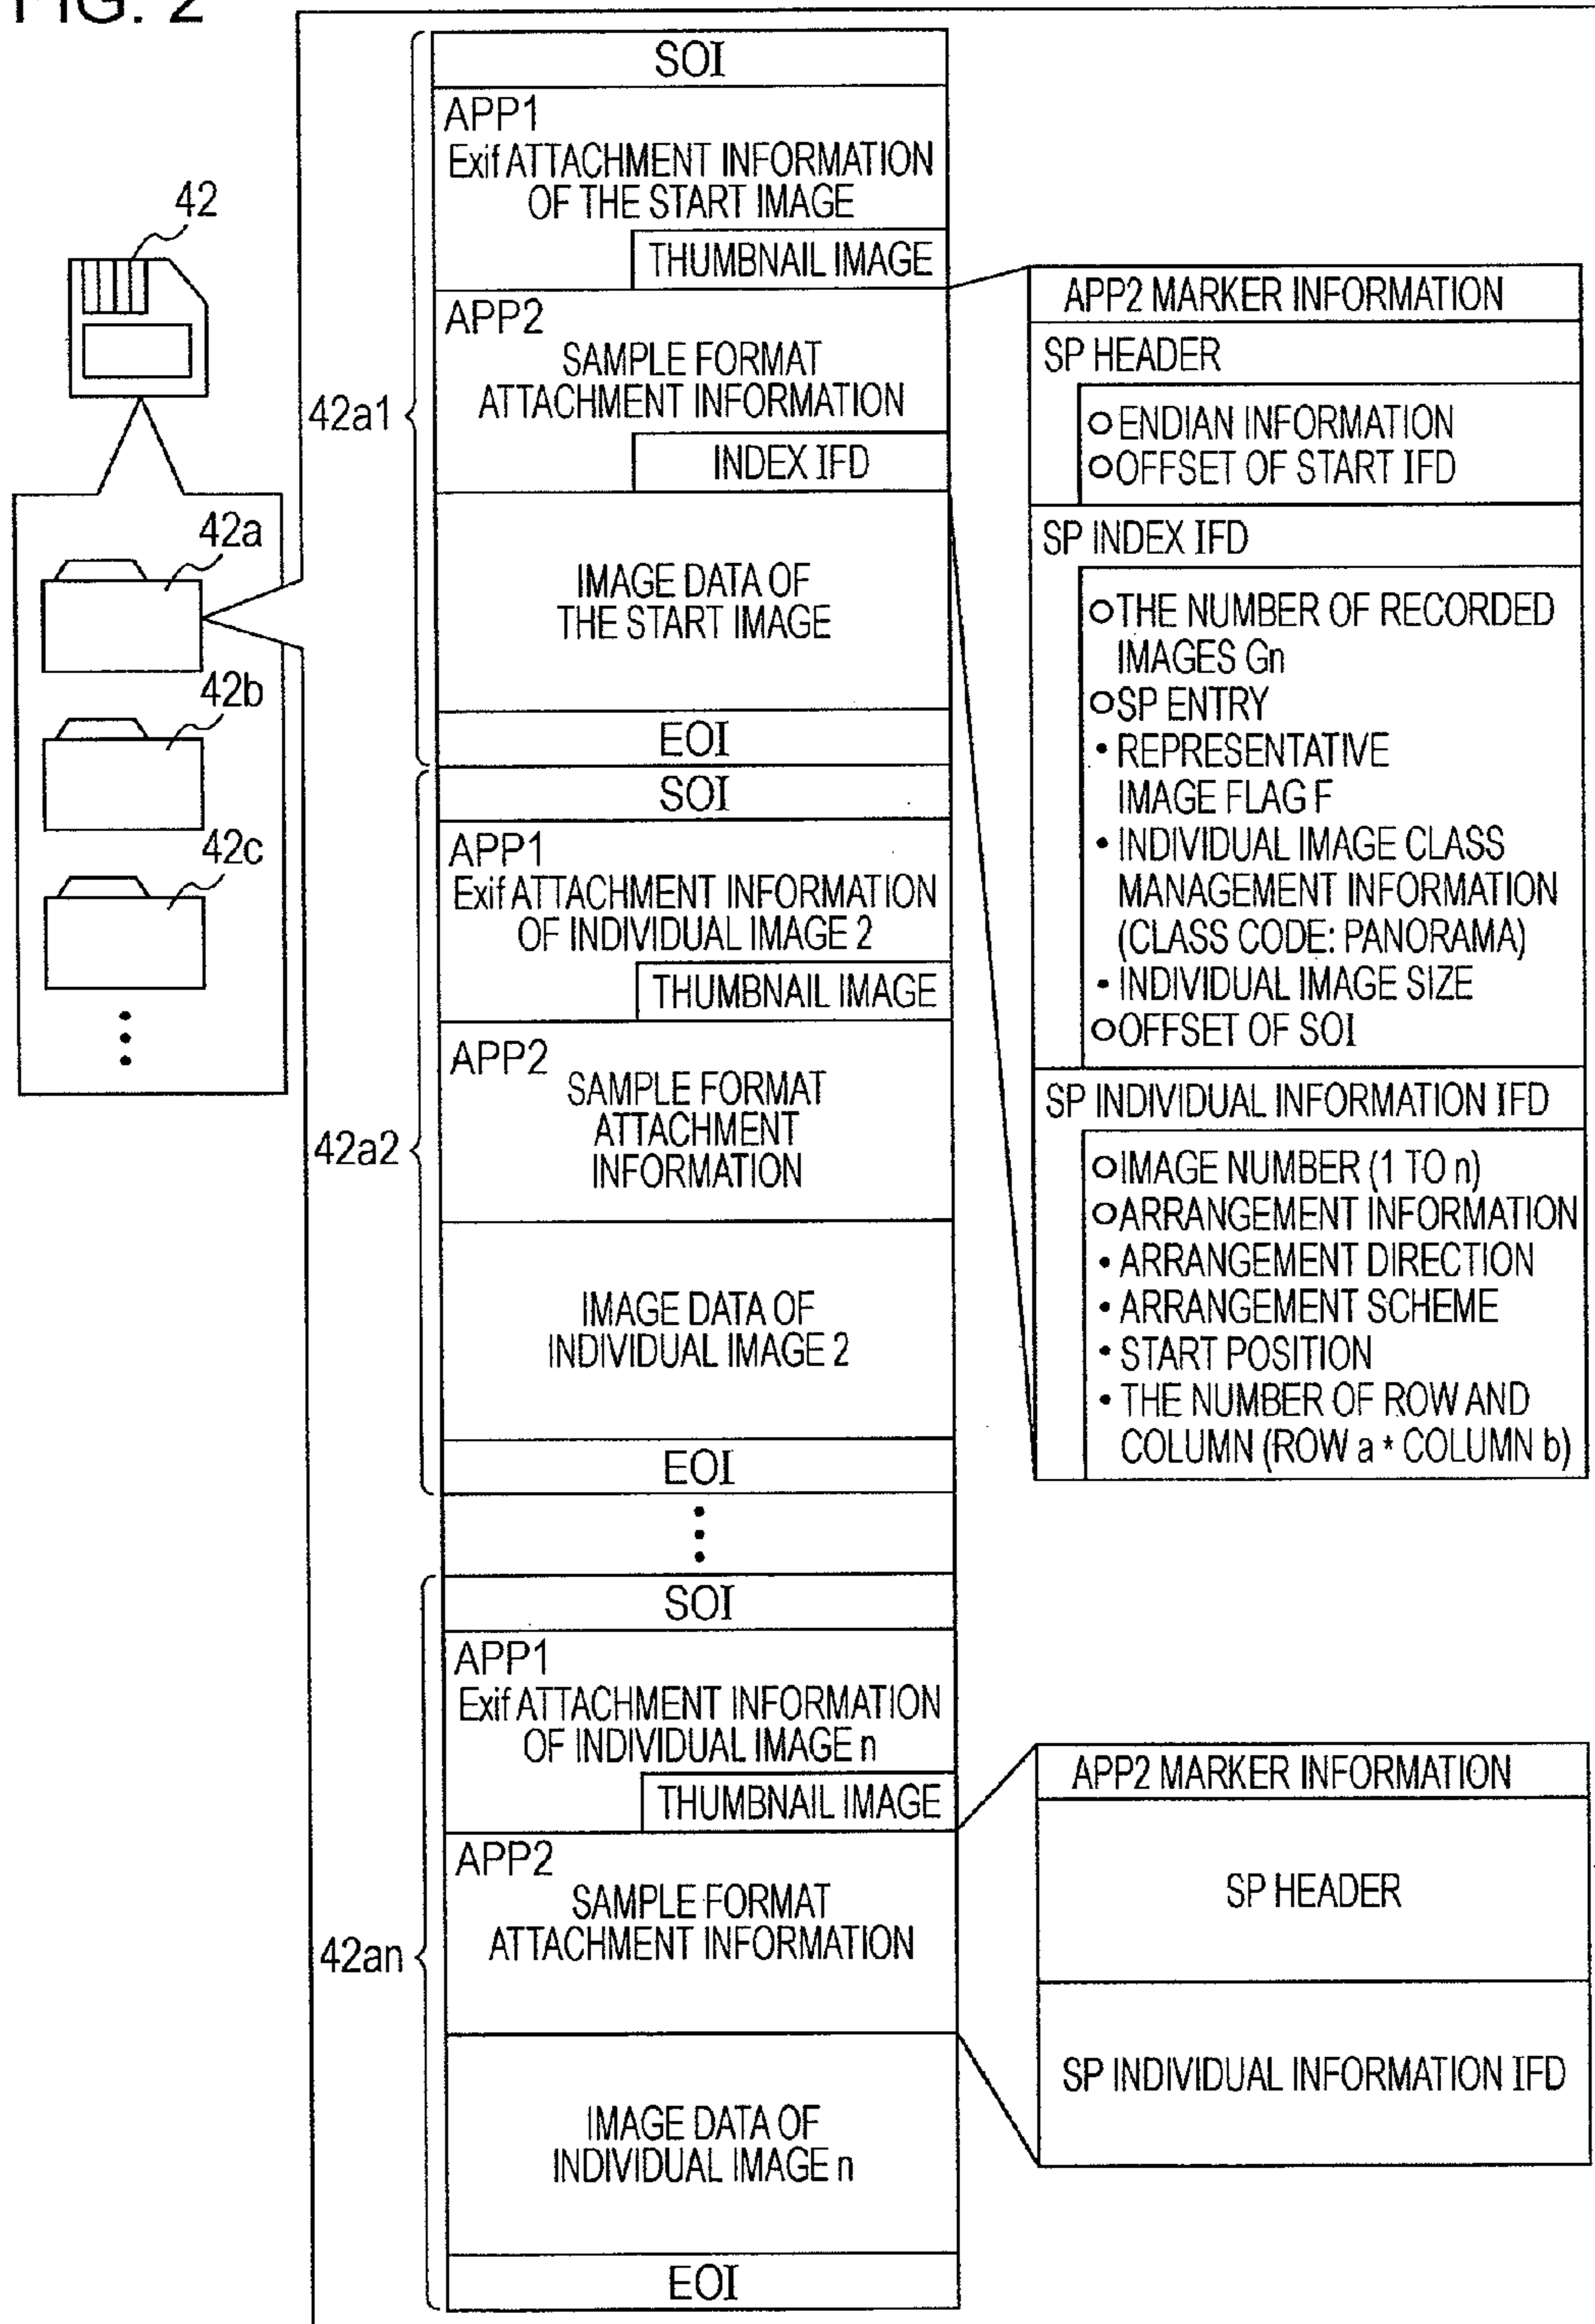 FIG. 2
42
42a
42b
42c
42a1
SOI
APP1
Exif ATTACHMENT INFORMATION
OF THE START IMAGE
THUMBNAIL IMAGE
APP2
SAMPLE FORMAT
ATTACHMENT INFORMATION
INDEX IFD
IMAGE DATA OF
THE START IMAGE
EOI
42a2
SOI
APP1
Exif ATTACHMENT INFORMATION
OF INDIVIDUAL IMAGE 2
THUMBNAIL IMAGE
APP2
SAMPLE FORMAT
ATTACHMENT
INFORMATION
IMAGE DATA OF
INDIVIDUAL IMAGE 2
EOI
42an
SOI
APP1
Exif ATTACHMENT INFORMATION
OF INDIVIDUAL IMAGE n
THUMBNAIL IMAGE
APP2
SAMPLE FORMAT
ATTACHMENT INFORMATION
IMAGE DATA OF
INDIVIDUAL IMAGE n
EOI
APP2 MARKER INFORMATION
SP HEADER
○ ENDIAN INFORMATION
○ OFFSET OF START IFD
SP INDEX IFD
○ THE NUMBER OF RECORDED
IMAGES Gn
○ SP ENTRY
• REPRESENTATIVE
IMAGE FLAG F
• INDIVIDUAL IMAGE CLASS
MANAGEMENT INFORMATION
(CLASS CODE: PANORAMA)
• INDIVIDUAL IMAGE SIZE
○ OFFSET OF SOI
SP INDIVIDUAL INFORMATION IFD
○ IMAGE NUMBER (1 TO n)
○ ARRANGEMENT INFORMATION
• ARRANGEMENT DIRECTION
• ARRANGEMENT SCHEME
• START POSITION
• THE NUMBER OF ROW AND
COLUMN (ROW a * COLUMN b)
APP2 MARKER INFORMATION
SP HEADER
SP INDIVIDUAL INFORMATION IFD